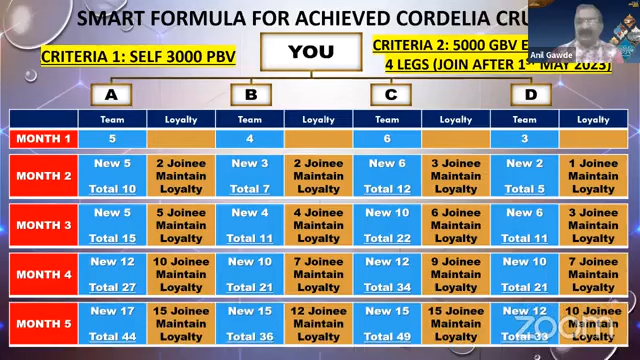 SMART FORMULA FOR ACHIEVED CORDELIA CRU
Anil Gawde
CRITERIA 1: SELF 3000 PBV
YOU
CRITERIA 2: 5000 GBV E
4 LEGS (JOIN AFTER 1ST MAY 2023)
A B C D
Team Loyalty Team Loyalty Team Loyalty Team Loyalty
MONTH 1 5 4 6 3
New 5 2 Joinee New 3 2 Joinee New 6 3 Joinee New 2 1 Joinee
MONTH 2 Maintain Maintain Maintain Maintain
Total 10 Loyalty Total 7 Loyalty Total 12 Loyalty Total 5 Loyalty
New 5 5 Joinee New 4 4 Joinee New 10 6 Joinee New 6 3 Joinee
MONTH 3 Maintain Maintain Maintain Maintain
Total 15 Loyalty Total 11 Loyalty Total 22 Loyalty Total 11 Loyalty
New 12 10 Joinee New 10 7 Joinee New 12 9 Joinee New 10 7 Joinee
MONTH 4 Maintain Maintain Maintain Maintain
Total 27 Loyalty Total 21 Loyalty Total 34 Loyalty Total 21 Loyalty
New 17 15 Joinee New 15 12 Joinee New 15 15 Joinee New 12 10 Joinee
MONTH 5 Maintain Maintain Maintain Maintain
Total 44 Loyalty Total 36 Loyalty Total 49 Loyalty Total 33 Loyalty
zoom